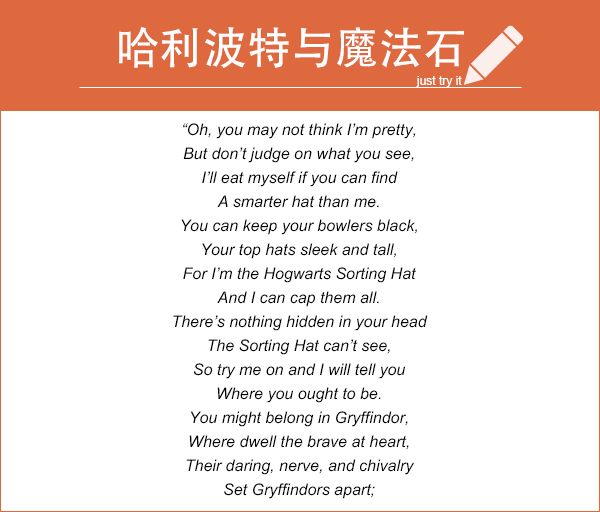 哈利波特与魔法石
just try it
“Oh, you may not think I’m pretty,
But don’t judge on what you see,
I’ll eat myself if you can find
A smarter hat than me.
You can keep your bowlers black,
Your top hats sleek and tall,
For I’m the Hogwarts Sorting Hat
And I can cap them all.
There’s nothing hidden in your head
The Sorting Hat can’t see,
So try me on and I will tell you
Where you ought to be.
You might belong in Gryffindor,
Where dwell the brave at heart,
Their daring, nerve, and chivalry
Set Gryffindors apart;